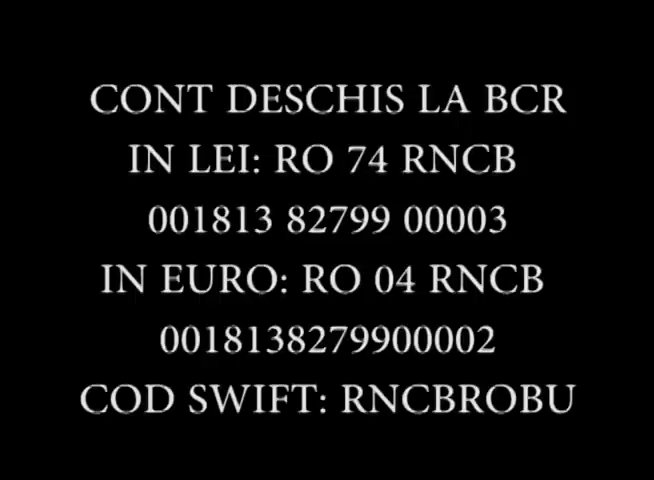 CONT DESCHIS LA BCR
IN LEI: RO 74 RNCB
001813 82799 00003
IN EURO: RO 04 RNCB
0018138279900002
COD SWIFT: RNCBROBU